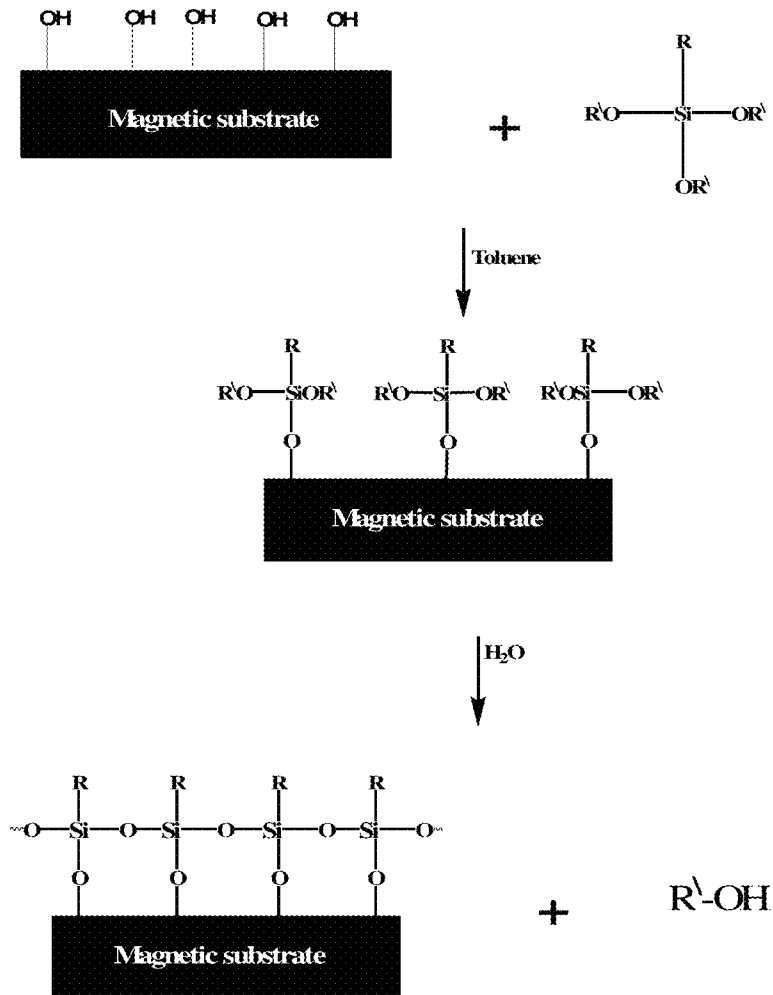 OH OH OH OH OH
Magnetic substrate
+
R
R\O Si OR\
OR\
Toluene
R R R
R\O SiOR\ R\O Si OR\ R\OSi OR\
O O O
Magnetic substrate
H₂O
R R R R
O Si O Si O Si O Si O
O O O O
Magnetic substrate
+
R\-OH